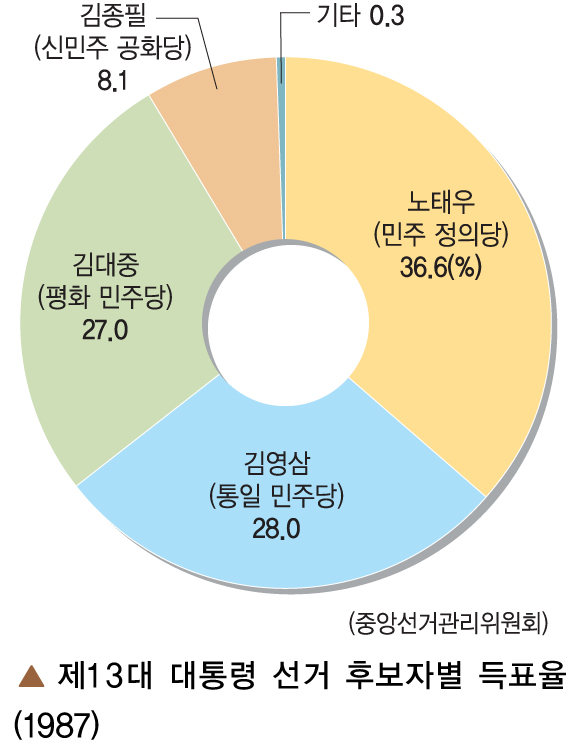 김종필
(신민주 공화당)
8.1
기타 0.3
노태우
(민주 정의당)
36.6(%)
김대중
(평화 민주당)
27.0
김영삼
(통일 민주당)
28.0
(중앙선거관리위원회)
▲ 제13대 대통령 선거 후보자별 득표율
(1987)